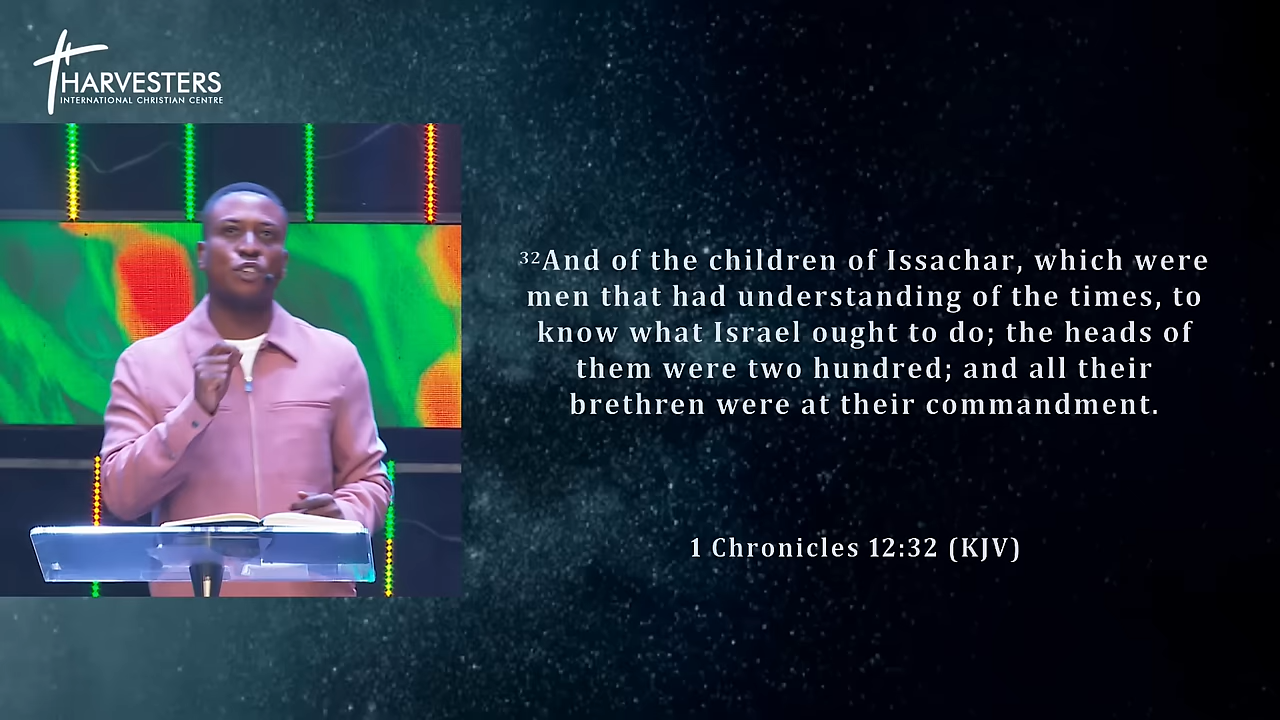 HARVESTERS
INTERNATIONAL CHRISTIAN CENTRE
³²And of the children of Issachar, which were
men that had understanding of the times, to
know what Israel ought to do; the heads of
them were two hundred; and all their
brethren were at their commandment.
1 Chronicles 12:32 (KJV)